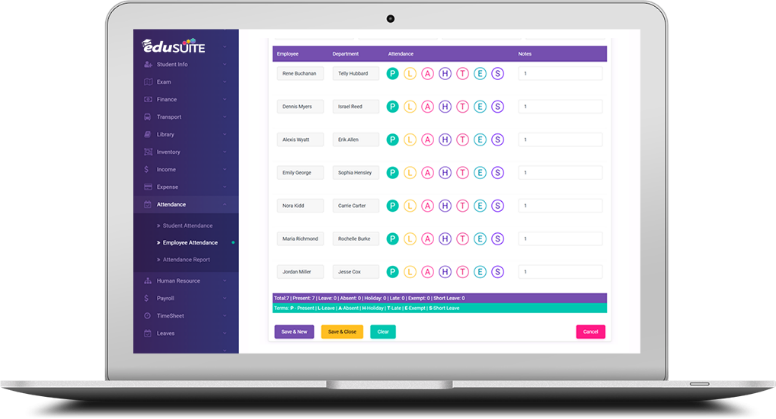 eduSUITE
Student Info
Exam
Finance
Transport
Library
Inventory
Income
Expense
Attendance
» Student Attendance
» Employee Attendance
» Attendance Report
Human Resource
$ Payroll
TimeSheet
Leaves
Employee Department Attendance Notes
Rene Buchanan Telly Hubbard P L A H T E S 1
Dennis Myers Israel Reed P L A H T E S 1
Alexis Wyatt Erik Allen P L A H T E S 1
Emily George Sophia Hensley P L A H T E S 1
Nora Kidd Carrie Carter P L A H T E S 1
Maria Richmond Rochelle Burke P L A H T E S 1
Jordan Miller Jesse Cox P L A H T E S 1
Total:7 | Present: 7 | Leave: 0 | Absent: 0 | Holiday: 0 | Late: 0 | Exempt: 0 | Short Leave: 0
Terms: P - Present | L-Leave | A-Absent | H-Holiday | T-Late | E-Exempt | S-Short Leave
Save & New Save & Close Clear Cancel